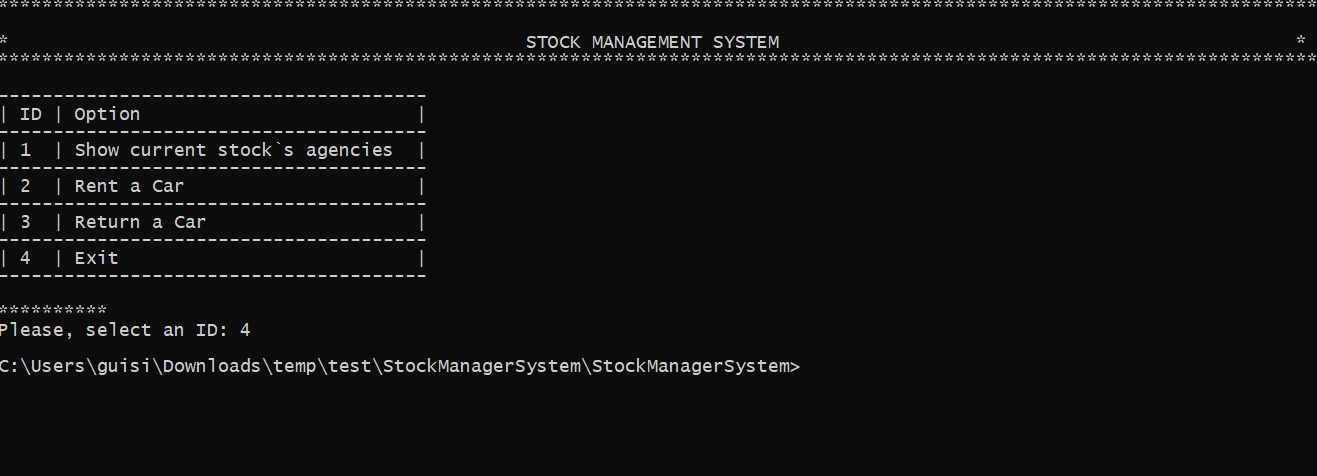 **************************************************************************************************************************
* STOCK MANAGEMENT SYSTEM *
**************************************************************************************************************************
---------------------------------------
| ID | Option |
---------------------------------------
| 1 | Show current stock`s agencies |
---------------------------------------
| 2 | Rent a Car |
---------------------------------------
| 3 | Return a Car |
---------------------------------------
| 4 | Exit |
---------------------------------------
**********
Please, select an ID: 4
C:\Users\guisi\Downloads\temp\test\StockManagerSystem\StockManagerSystem>